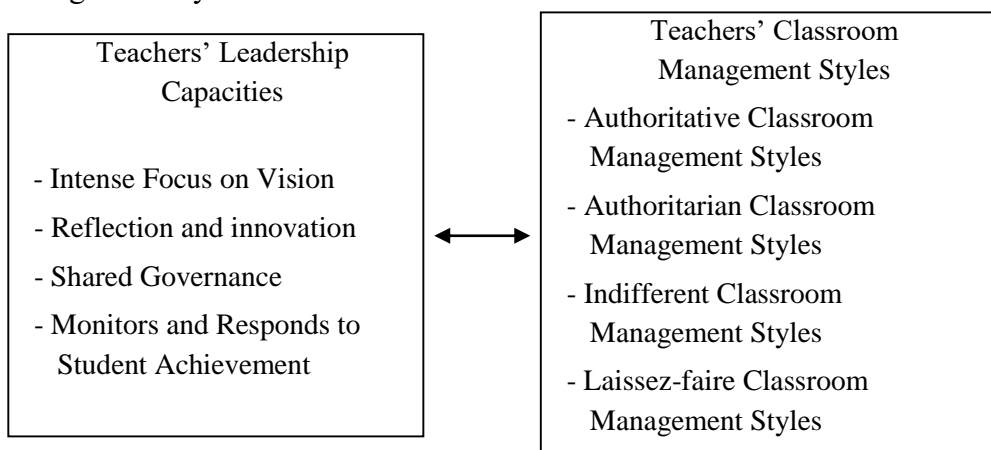 Teachers’ Leadership
Capacities
- Intense Focus on Vision
- Reflection and innovation
- Shared Governance
- Monitors and Responds to
Student Achievement
Teachers’ Classroom
Management Styles
- Authoritative Classroom
Management Styles
- Authoritarian Classroom
Management Styles
- Indifferent Classroom
Management Styles
- Laissez-faire Classroom
Management Styles